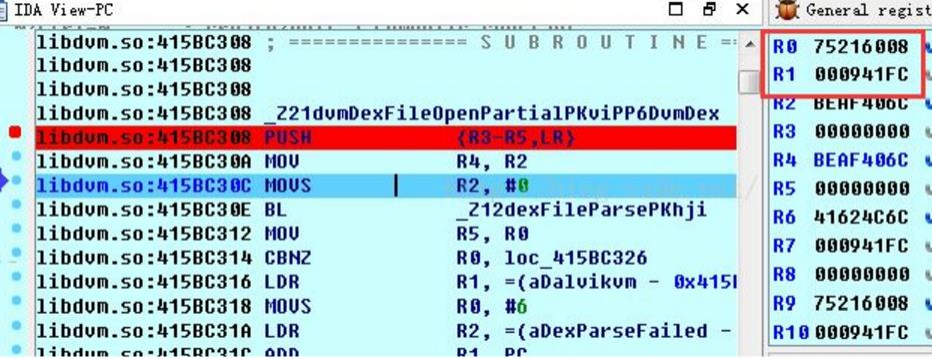 IDA View-PC
General regist
libdvm.so:415BC308 ; =============== S U B R O U T I N E ==
libdvm.so:415BC308
libdvm.so:415BC308
libdvm.so:415BC308 _Z21dvmDexFileOpenPartialPKviPP6DvmDex
libdvm.so:415BC308 PUSH {R3-R5,LR}
libdvm.so:415BC30A MOV R4, R2
libdvm.so:415BC30C MOVS R2, #0
libdvm.so:415BC30E BL _Z12dexFileParsePKhji
libdvm.so:415BC312 MOV R5, R0
libdvm.so:415BC314 CBNZ R0, loc_415BC326
libdvm.so:415BC316 LDR R1, =(aDalvikvm - 0x415
libdvm.so:415BC318 MOVS R0, #6
libdvm.so:415BC31A LDR R2, =(aDexParseFailed -
libdvm.so:415BC31C ADD R1, PC
R0 75216008
R1 000941FC
R2 BEAF406C
R3 00000000
R4 BEAF406C
R5 00000000
R6 41624C6C
R7 000941FC
R8 00000000
R9 75216008
R10 000941FC